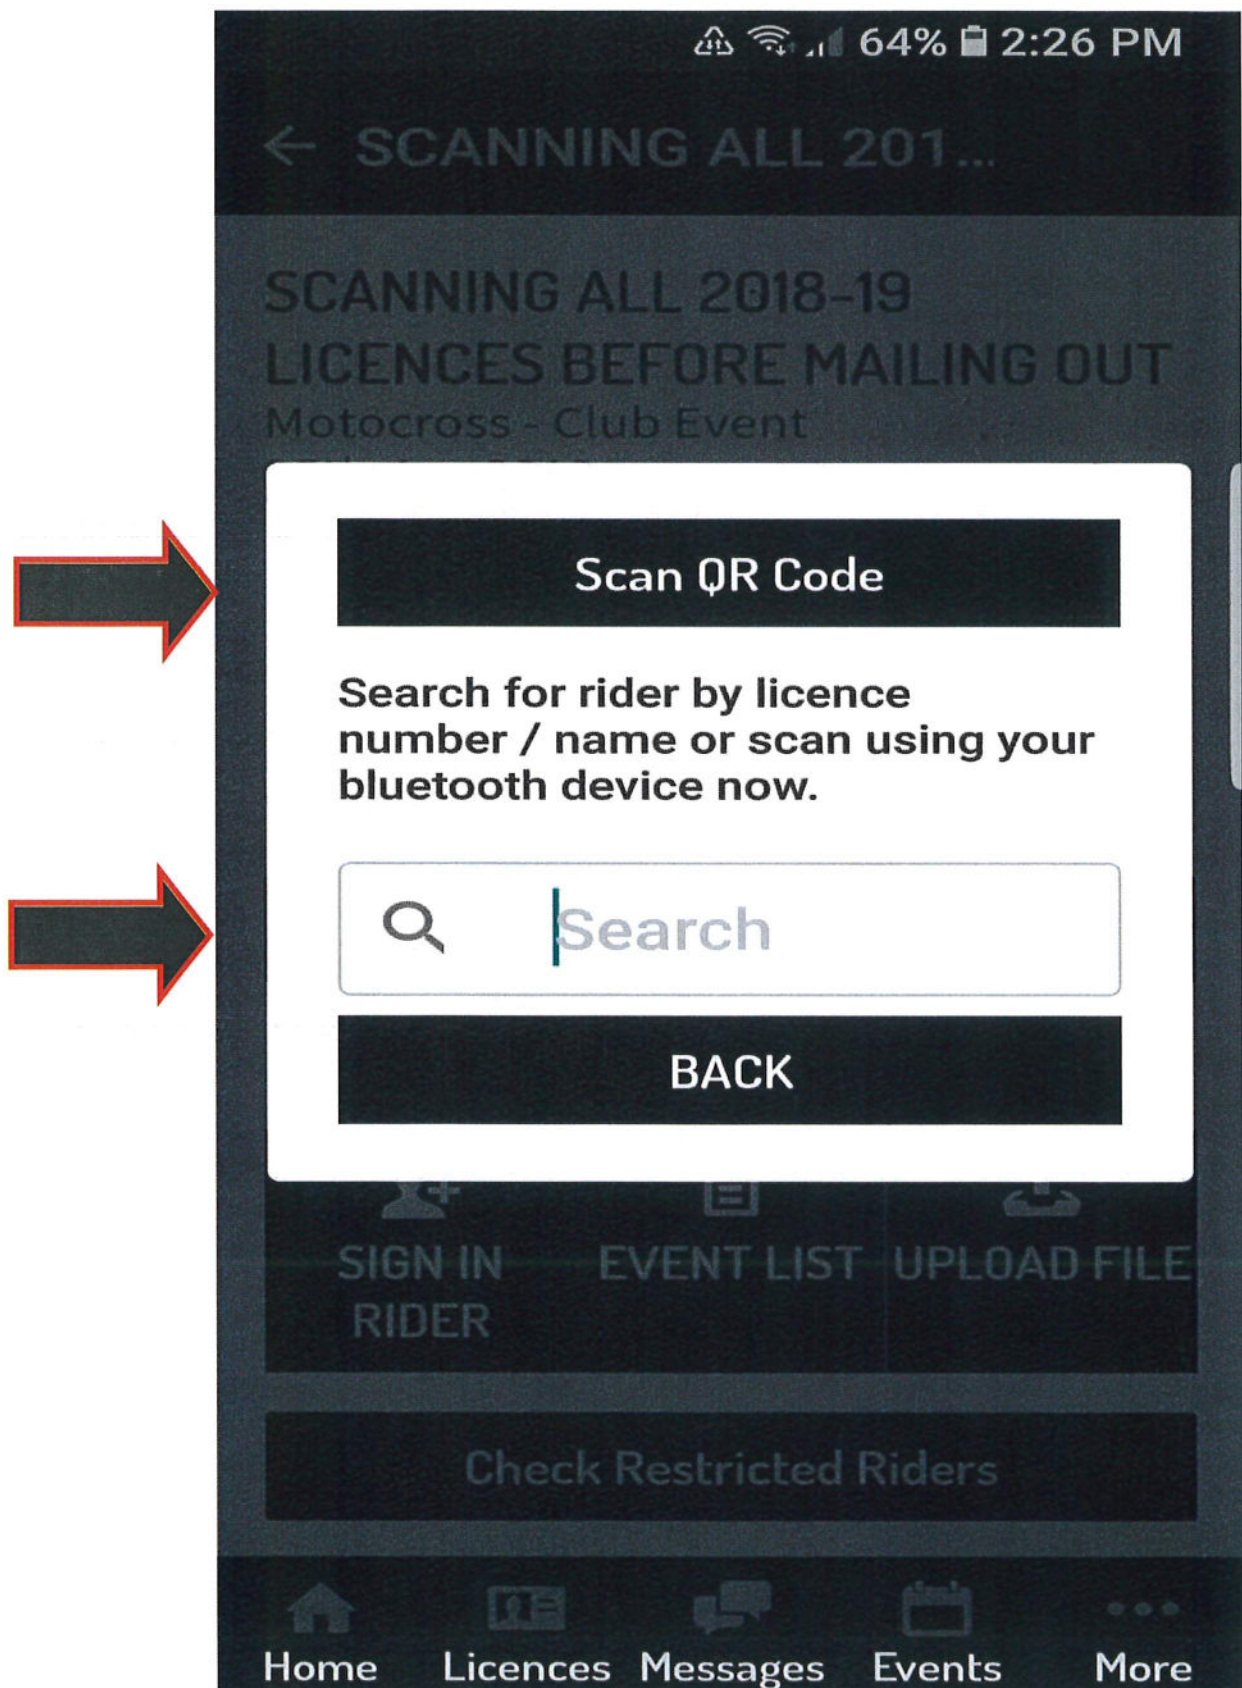 64% 2:26 PM
← SCANNING ALL 201...
SCANNING ALL 2018-19
LICENCES BEFORE MAILING OUT
Motocross - Club Event
Scan QR Code
Search for rider by licence
number / name or scan using your
bluetooth device now.
Search
BACK
SIGN IN EVENT LIST UPLOAD FILE
RIDER
Check Restricted Riders
Home Licences Messages Events More